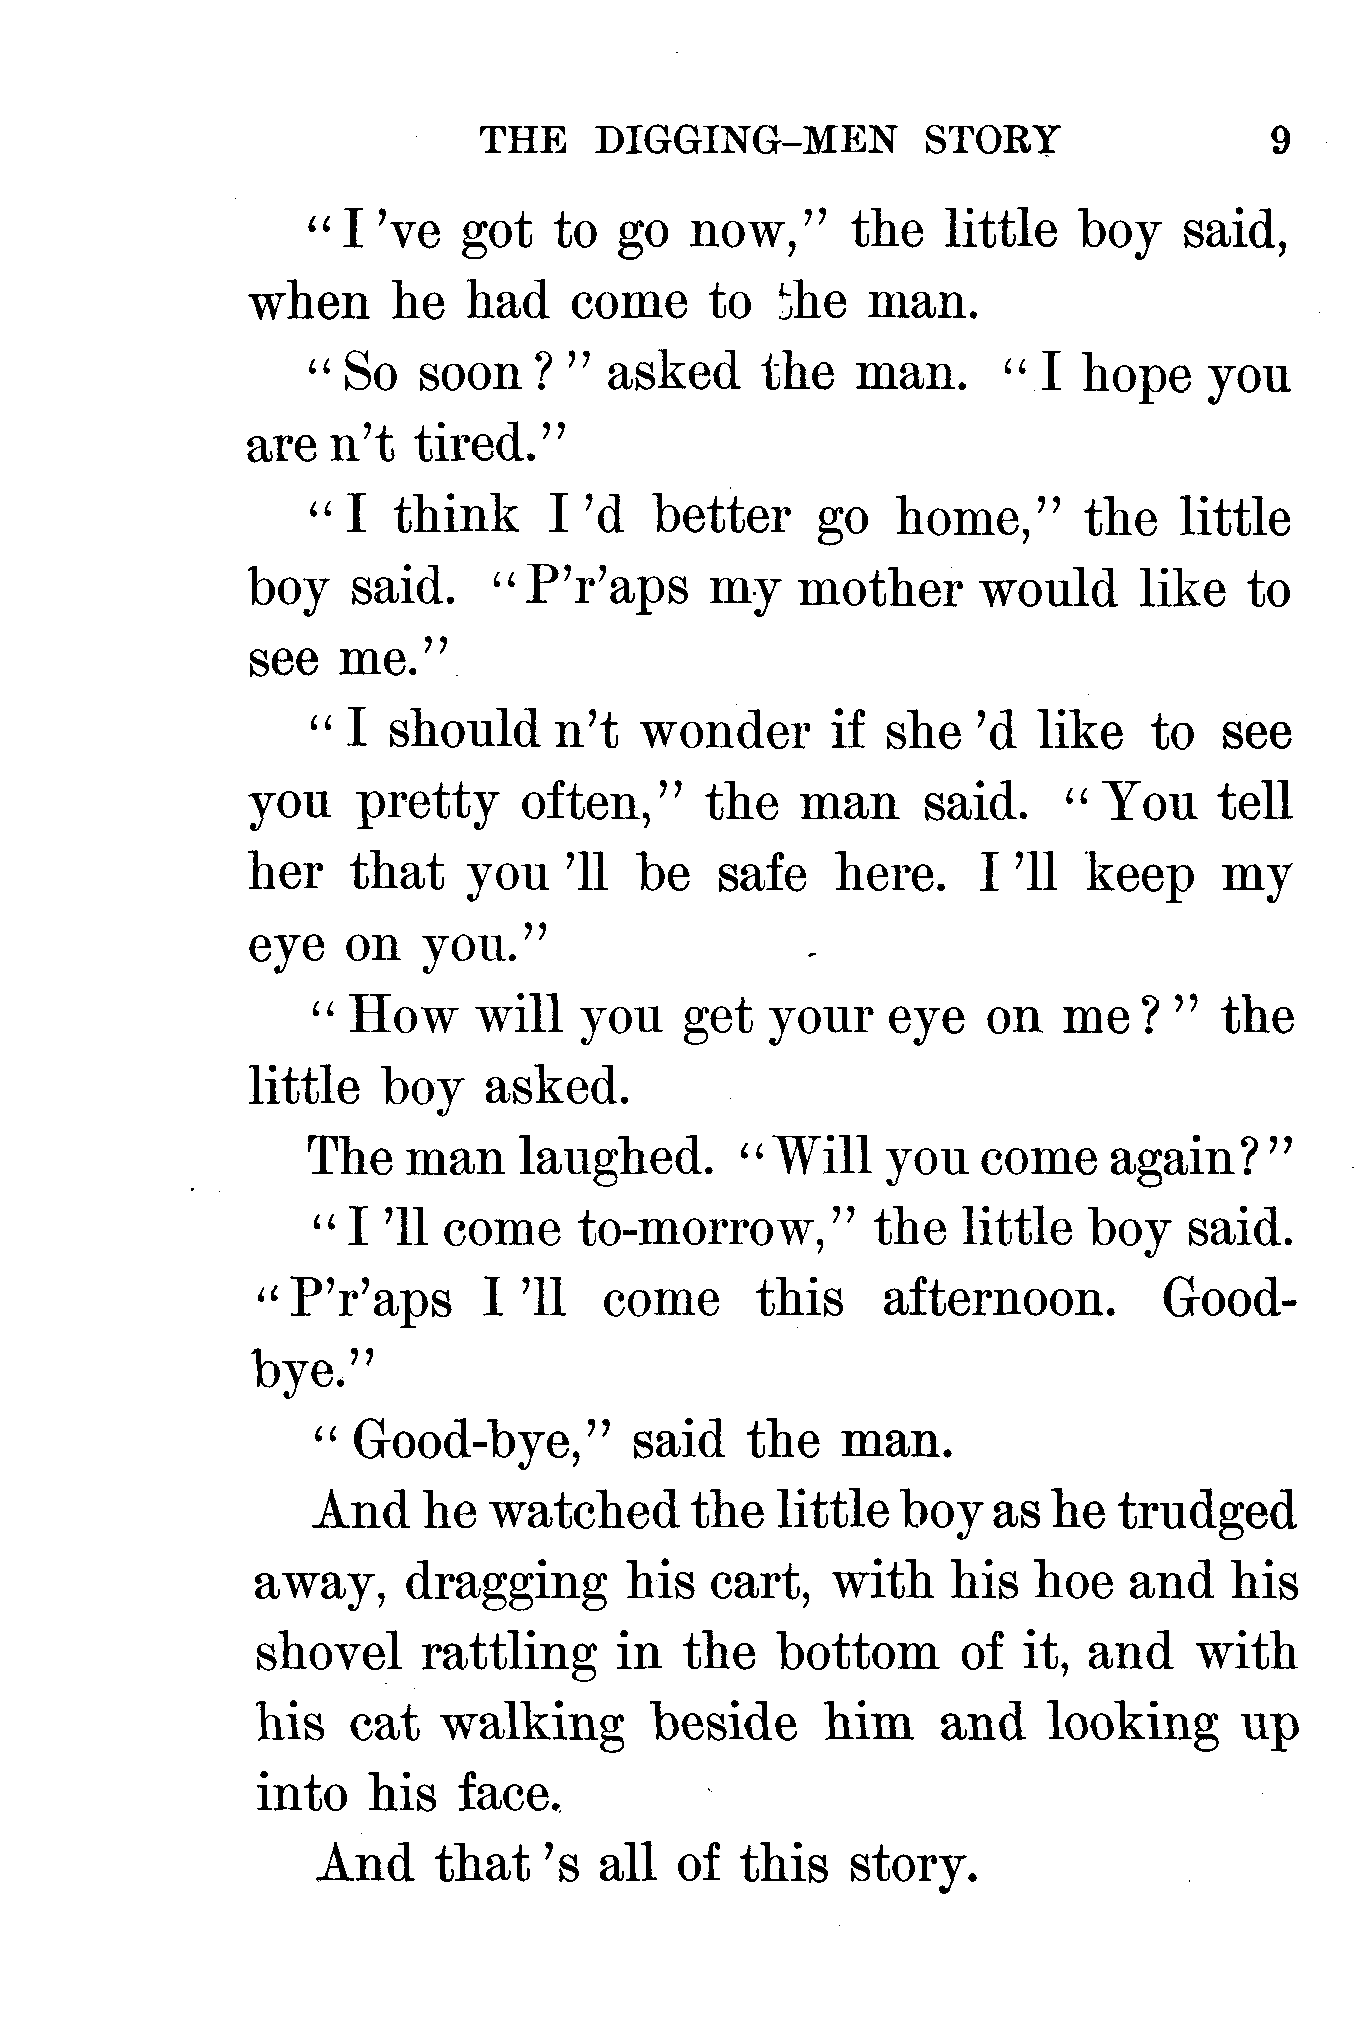 THE DIGGING–MEN STORY 9
“I 've got to go now,” the little boy said,
when he had come to the man.
“So soon?” asked the man. “I hope you
are n't tired.”
“I think I 'd better go home,” the little
boy said. “P'r'aps my mother would like to
see me.”
“I should n't wonder if she 'd like to see
you pretty often,” the man said. “You tell
her that you 'll be safe here. I 'll keep my
eye on you.”
“How will you get your eye on me?” the
little boy asked.
The man laughed. “Will you come again?”
“I 'll come to-morrow,” the little boy said.
“P'r'aps I 'll come this afternoon. Good-
bye.”
“Good-bye,” said the man.
And he watched the little boy as he trudged
away, dragging his cart, with his hoe and his
shovel rattling in the bottom of it, and with
his cat walking beside him and looking up
into his face.
And that 's all of this story.